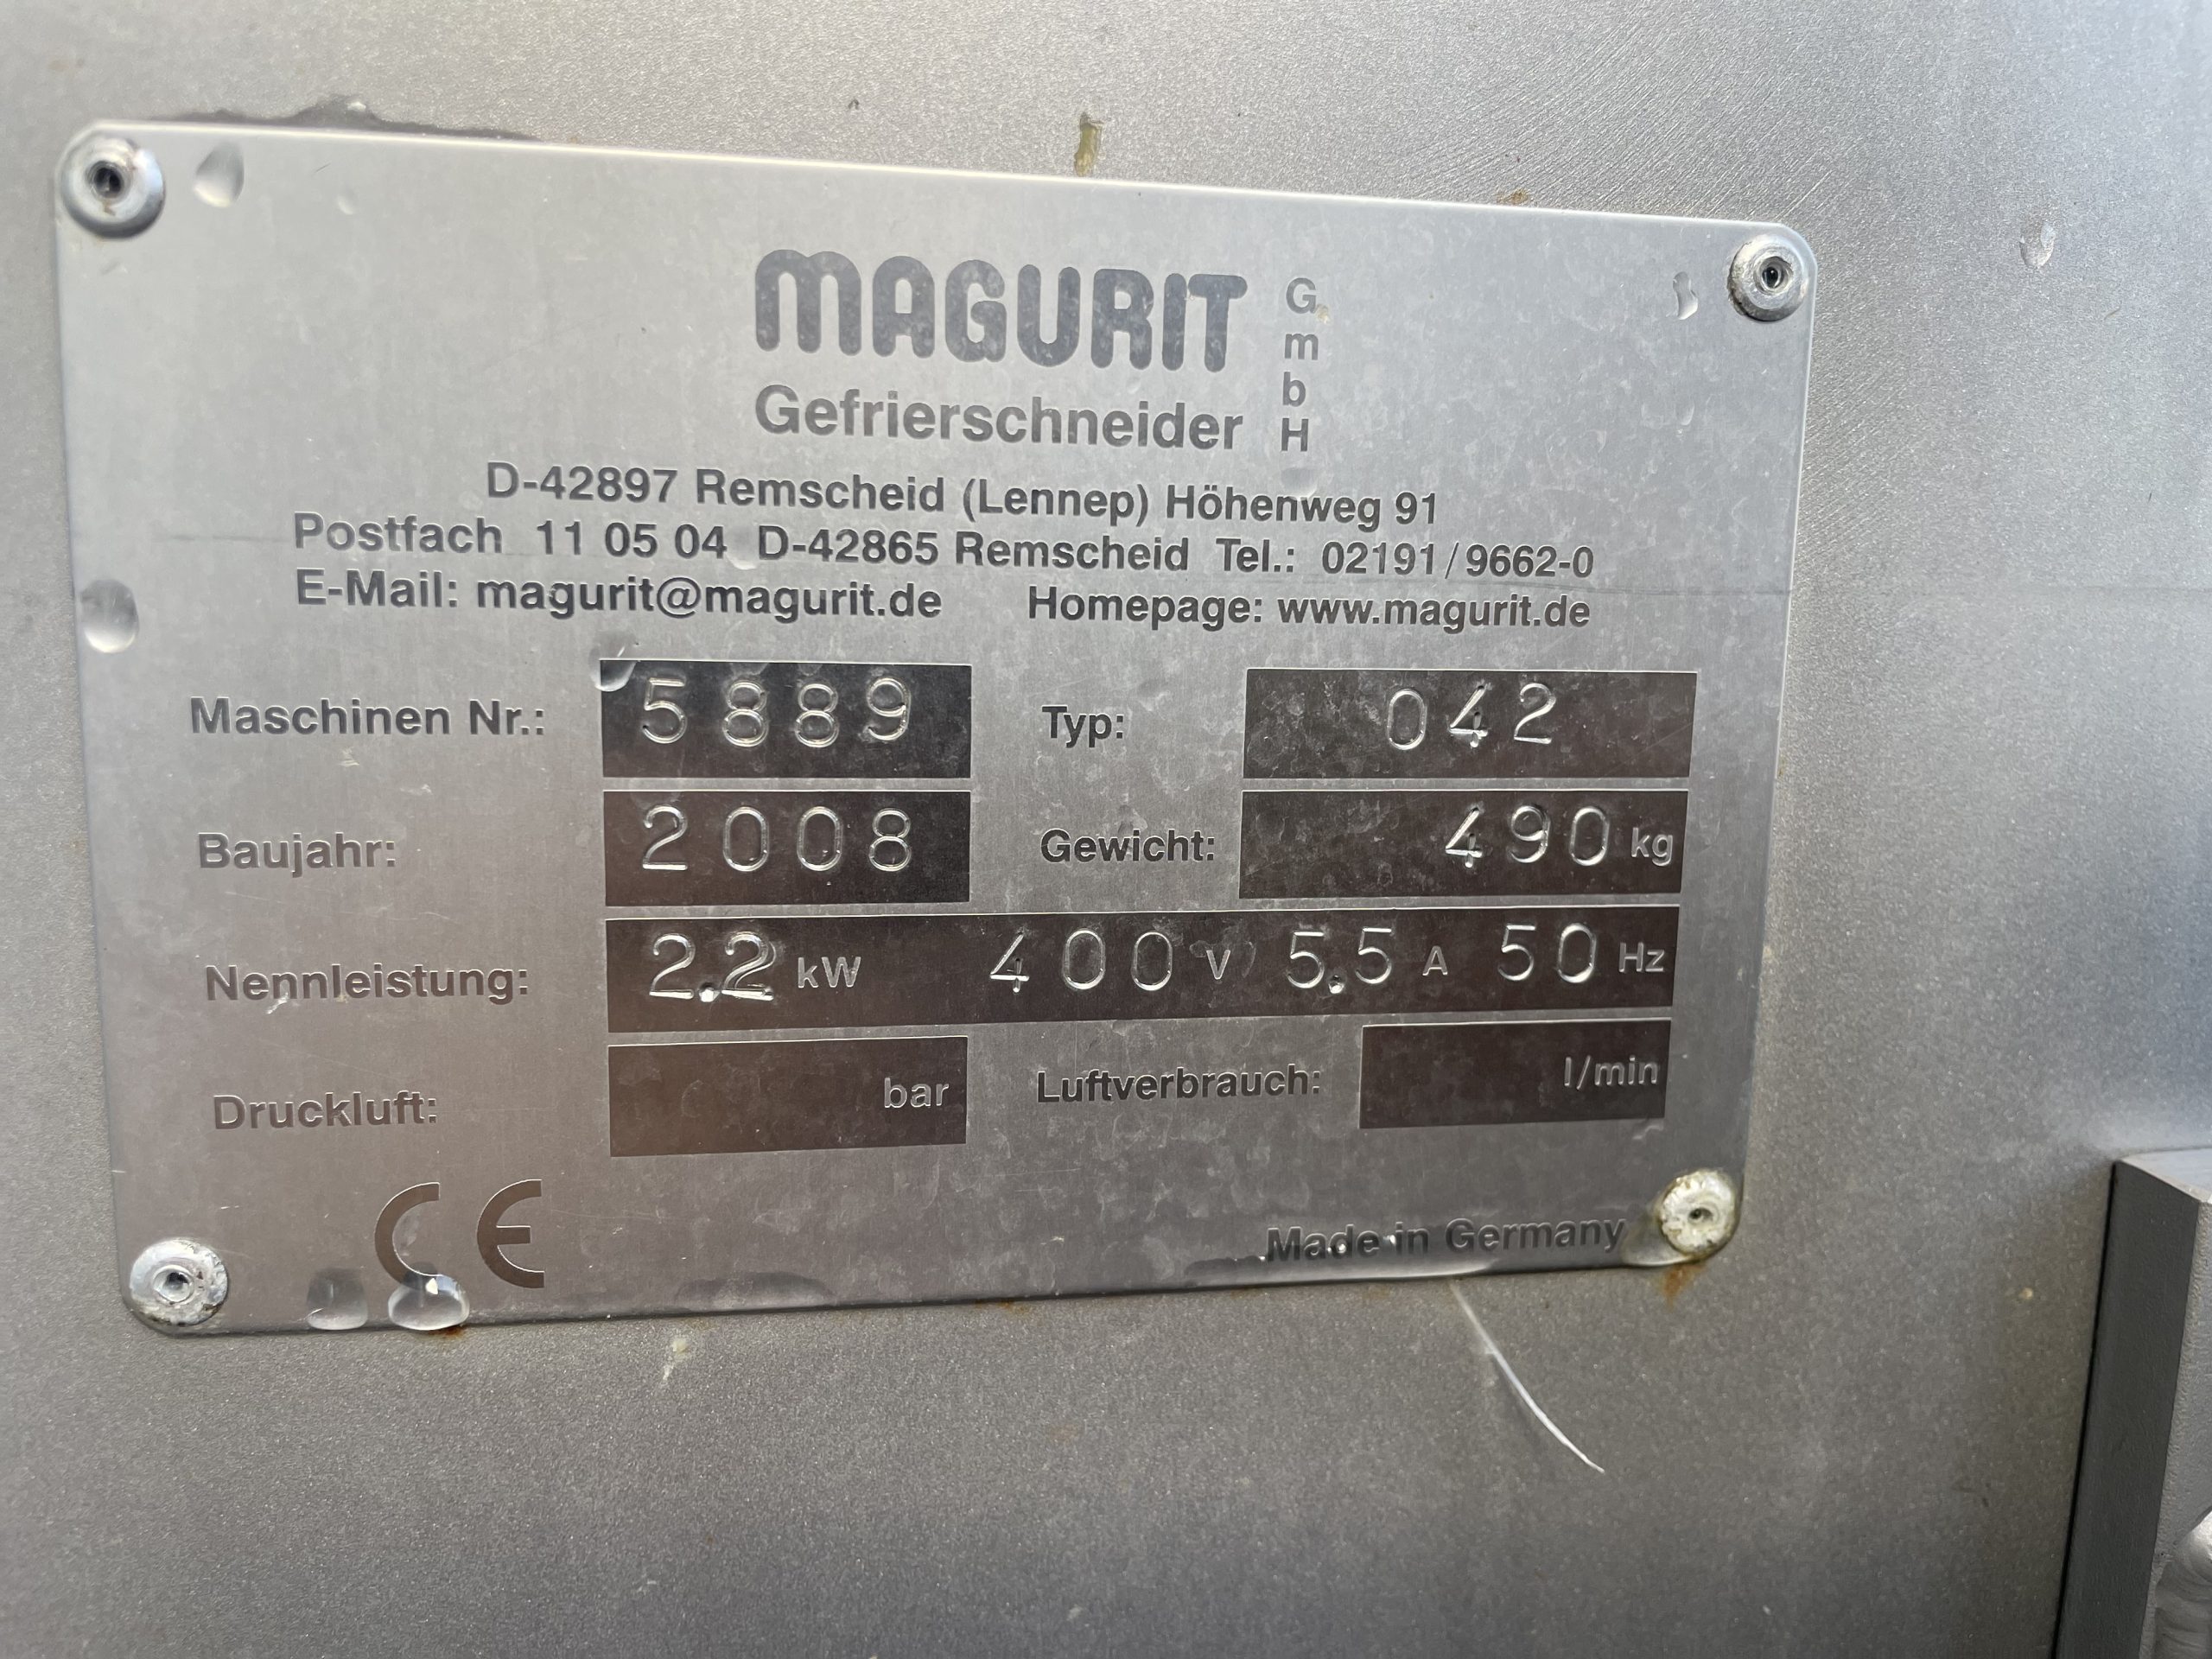 MAGURIT GmbH
Gefrierschneider
D-42897 Remscheid (Lennep) Höhenweg 91
Postfach 11 05 04 D-42865 Remscheid Tel.: 02191/9662-0
E-Mail: magurit@magurit.de Homepage: www.magurit.de
Maschinen Nr.: 5889 Typ: 042
Baujahr: 2008 Gewicht: 490 kg
Nennleistung: 2.2 kW 400 V 5.5 A 50 Hz
Druckluft: bar Luftverbrauch: l/min
CE Made in Germany